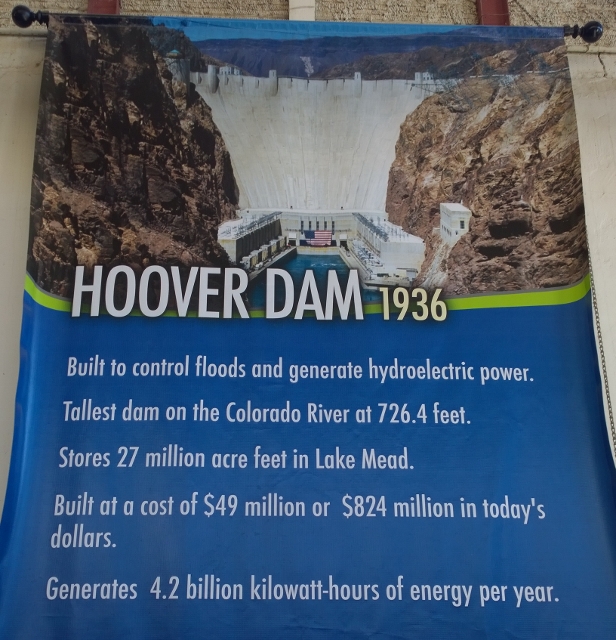 HOOVER DAM 1936
Built to control floods and generate hydroelectric power.
Tallest dam on the Colorado River at 726.4 feet.
Stores 27 million acre feet in Lake Mead.
Built at a cost of $49 million or $824 million in today's
dollars.
Generates 4.2 billion kilowatt-hours of energy per year.